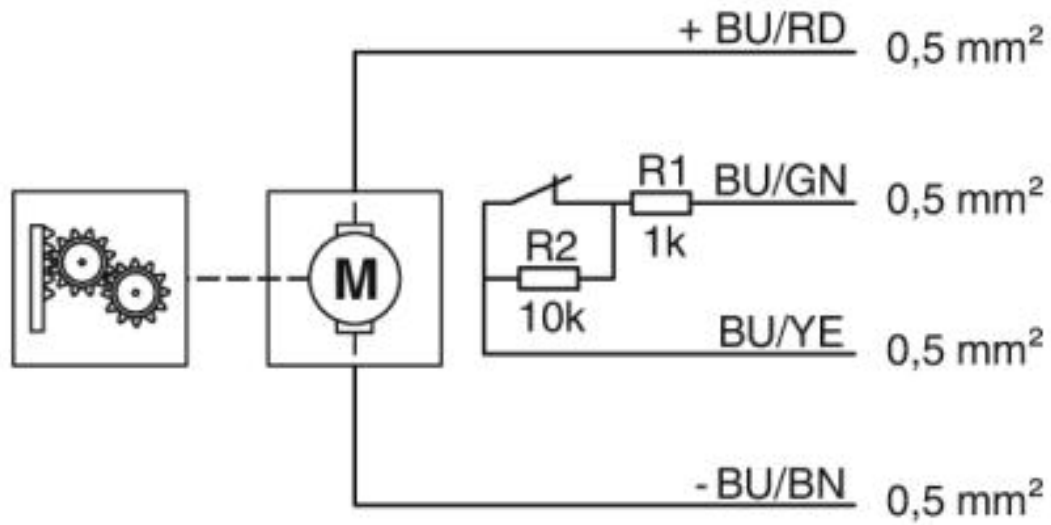 + BU/RD 0,5 mm²
R1 BU/GN 0,5 mm²
1k
R2
10k
M
BU/YE 0,5 mm²
- BU/BN 0,5 mm²